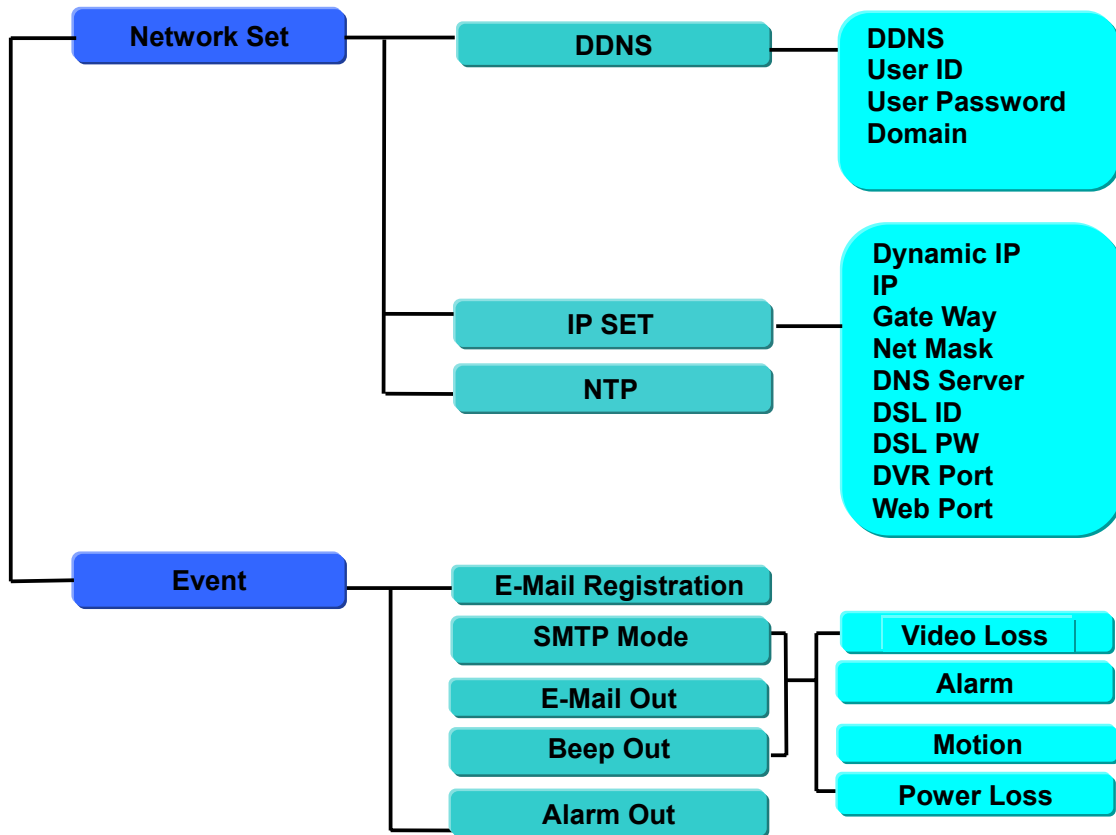 Network Set
DDNS
DDNS
User ID
User Password
Domain
IP SET
NTP
Dynamic IP
IP
Gate Way
Net Mask
DNS Server
DSL ID
DSL PW
DVR Port
Web Port
Event
E-Mail Registration
SMTP Mode
E-Mail Out
Beep Out
Alarm Out
Video Loss
Alarm
Motion
Power Loss